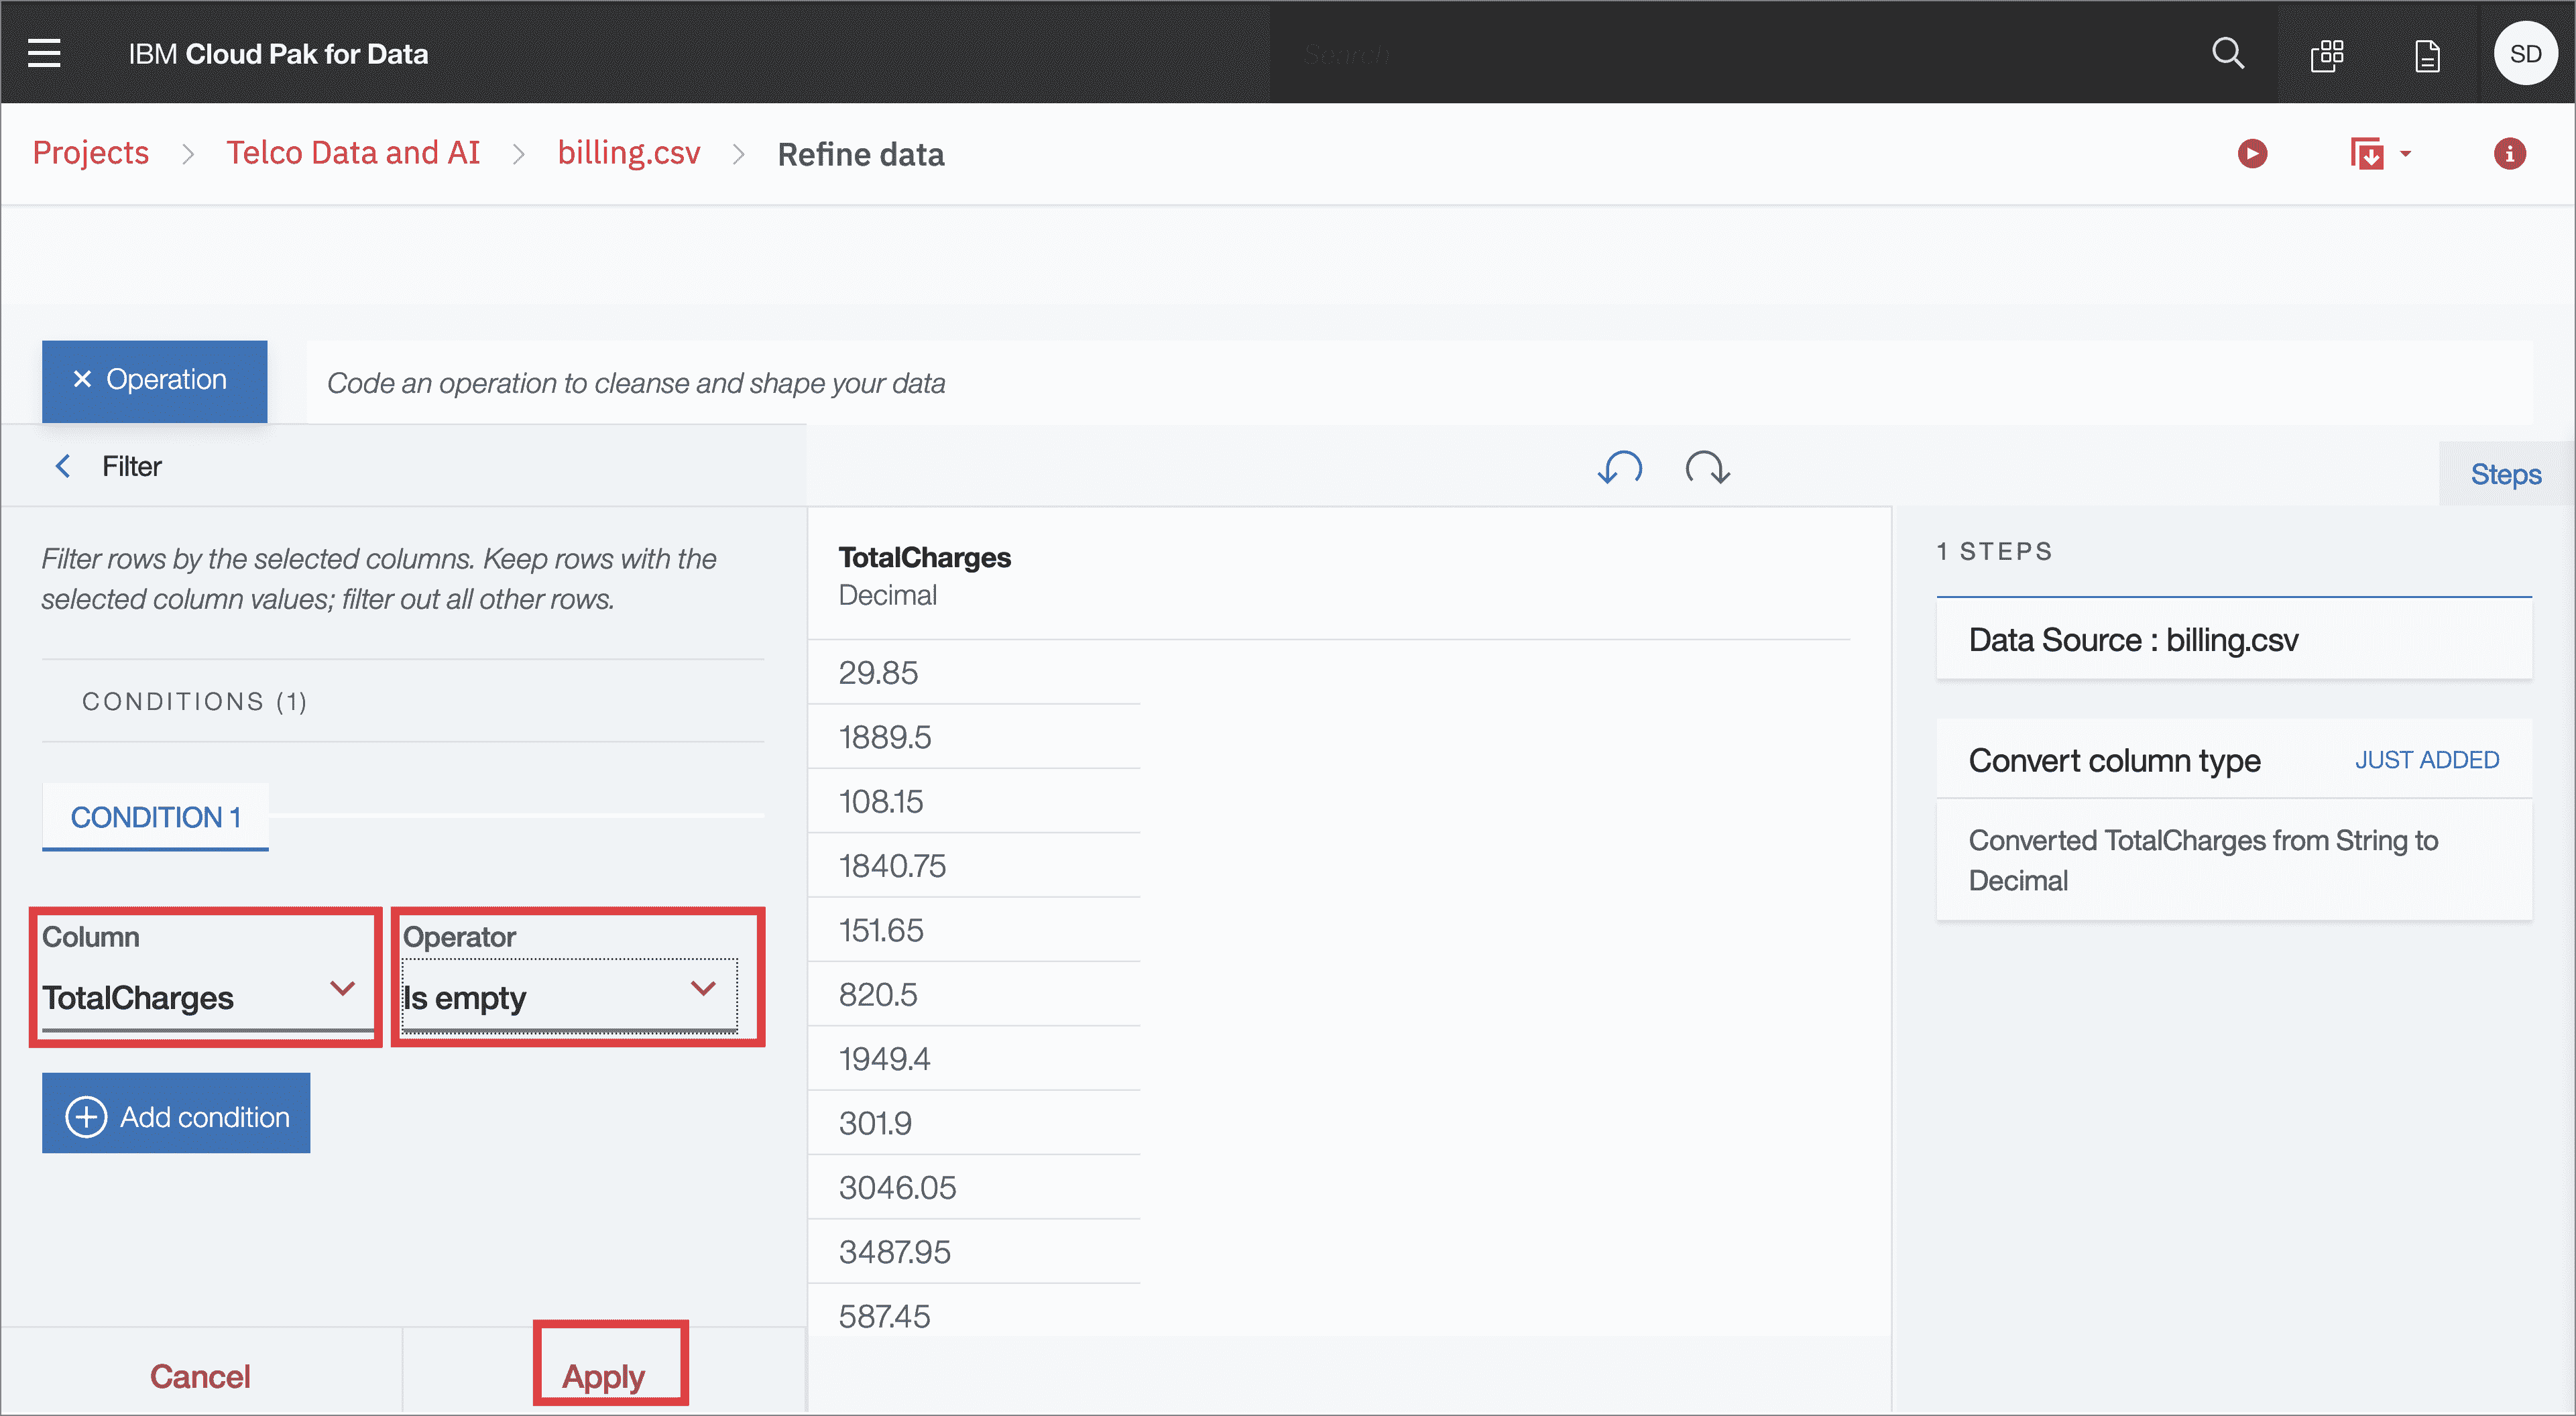 IBM Cloud Pak for Data
Search
SD
Projects
Telco Data and AI
billing.csv
Refine data
× Operation
Code an operation to cleanse and shape your data
Filter
Steps
Filter rows by the selected columns. Keep rows with the
selected column values; filter out all other rows.
CONDITIONS (1)
CONDITION 1
Column
TotalCharges
Operator
Is empty
Add condition
Cancel
Apply
TotalCharges
Decimal
29.85
1889.5
108.15
1840.75
151.65
820.5
1949.4
301.9
3046.05
3487.95
587.45
1 STEPS
Data Source : billing.csv
Convert column type
JUST ADDED
Converted TotalCharges from String to
Decimal